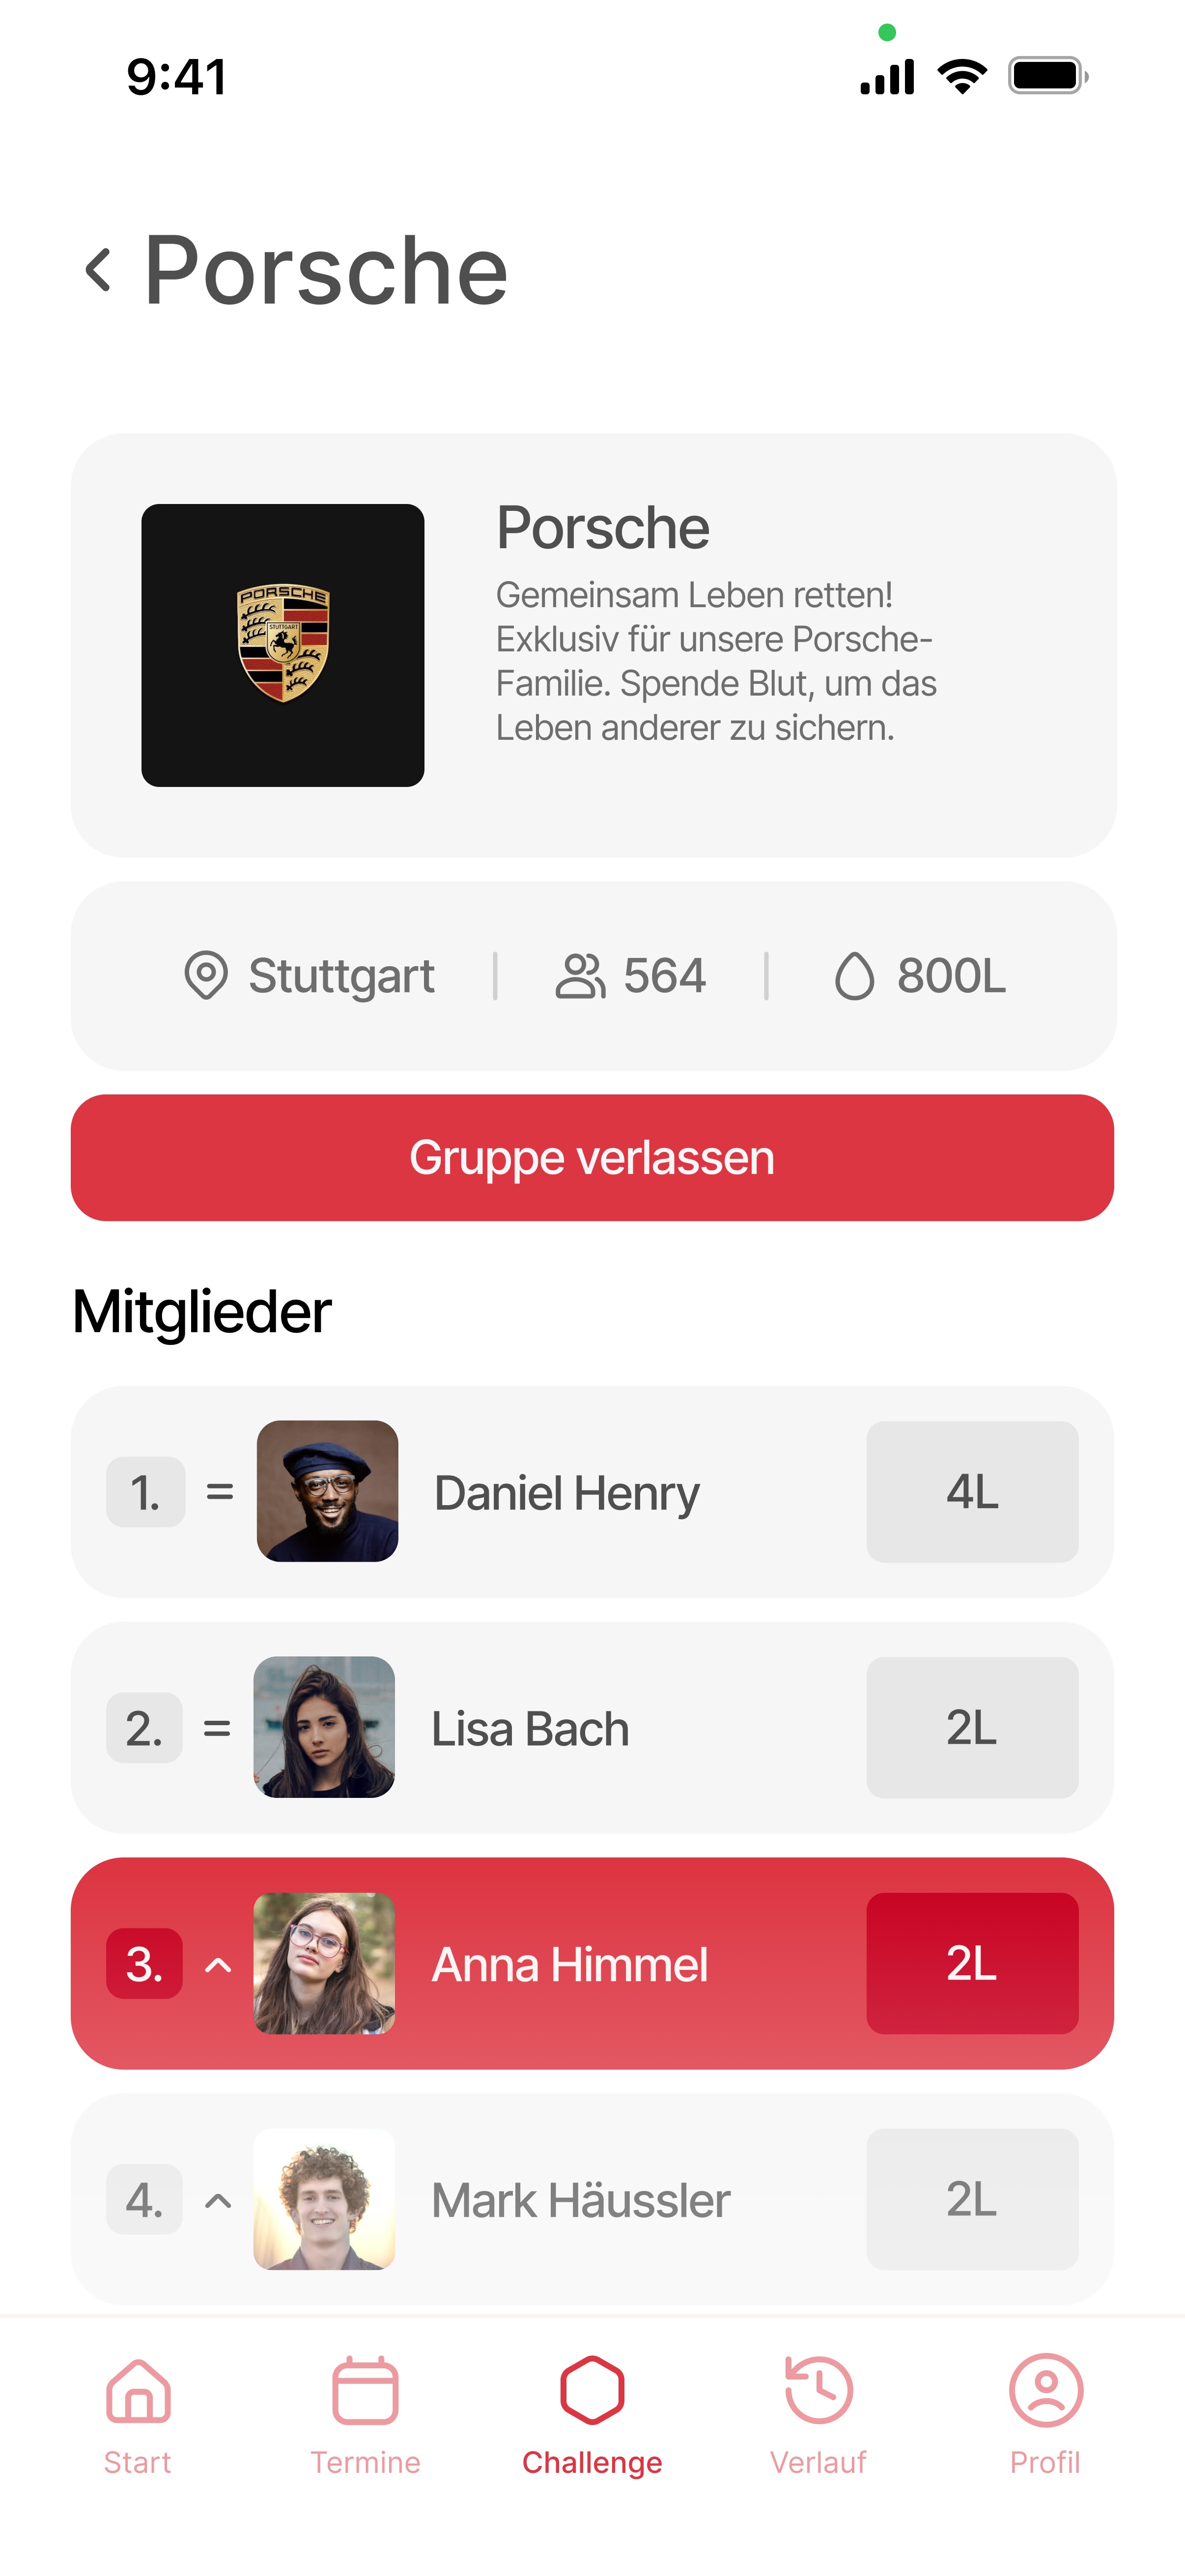 9:41
Porsche
PORSCHE
STUTTGART
Porsche
Gemeinsam Leben retten!
Exklusiv für unsere Porsche-
Familie. Spende Blut, um das
Leben anderer zu sichern.
Stuttgart | 564 | 800L
Gruppe verlassen
Mitglieder
1. = Daniel Henry 4L
2. = Lisa Bach 2L
3. Anna Himmel 2L
4. Mark Häussler 2L
Start Termine Challenge Verlauf Profil